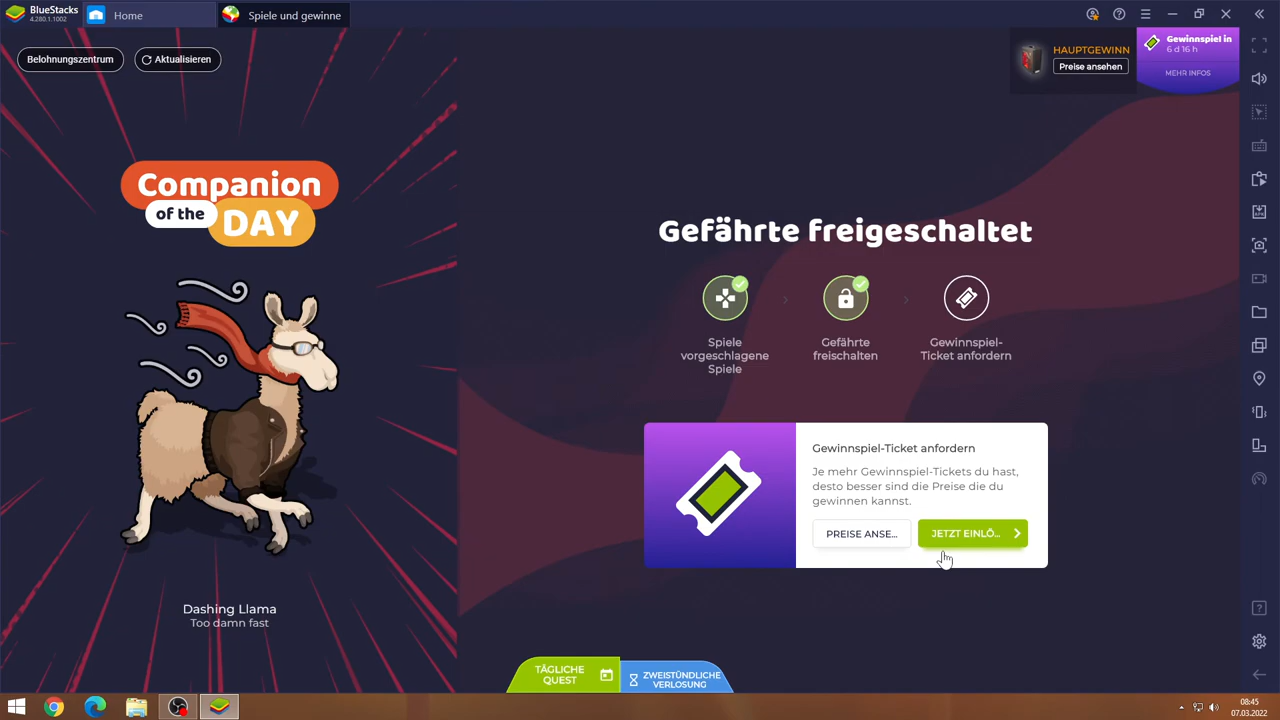 BlueStacks
4.280.1.1002
Home
Spiele und gewinne
Belohnungszentrum
Aktualisieren
HAUPTGEWINN
Preise ansehen
Gewinnspiel in
6 d 16 h
MEHR INFOS
Companion
of the
DAY
Gefährte freigeschaltet
Spiele
vorgeschlagene
Spiele
Gefährte
freischalten
Gewinnspiel-
Ticket anfordern
Gewinnspiel-Ticket anfordern
Je mehr Gewinnspiel-Tickets du hast,
desto besser sind die Preise die du
gewinnen kannst.
PREIS ANSE...
JETZT EINLÖ...
Dashing Llama
Too damn fast
TÄGLICHE
QUEST
ZWEISTÜNDLICHE
VERLOSUNG
08:45
07.03.2022